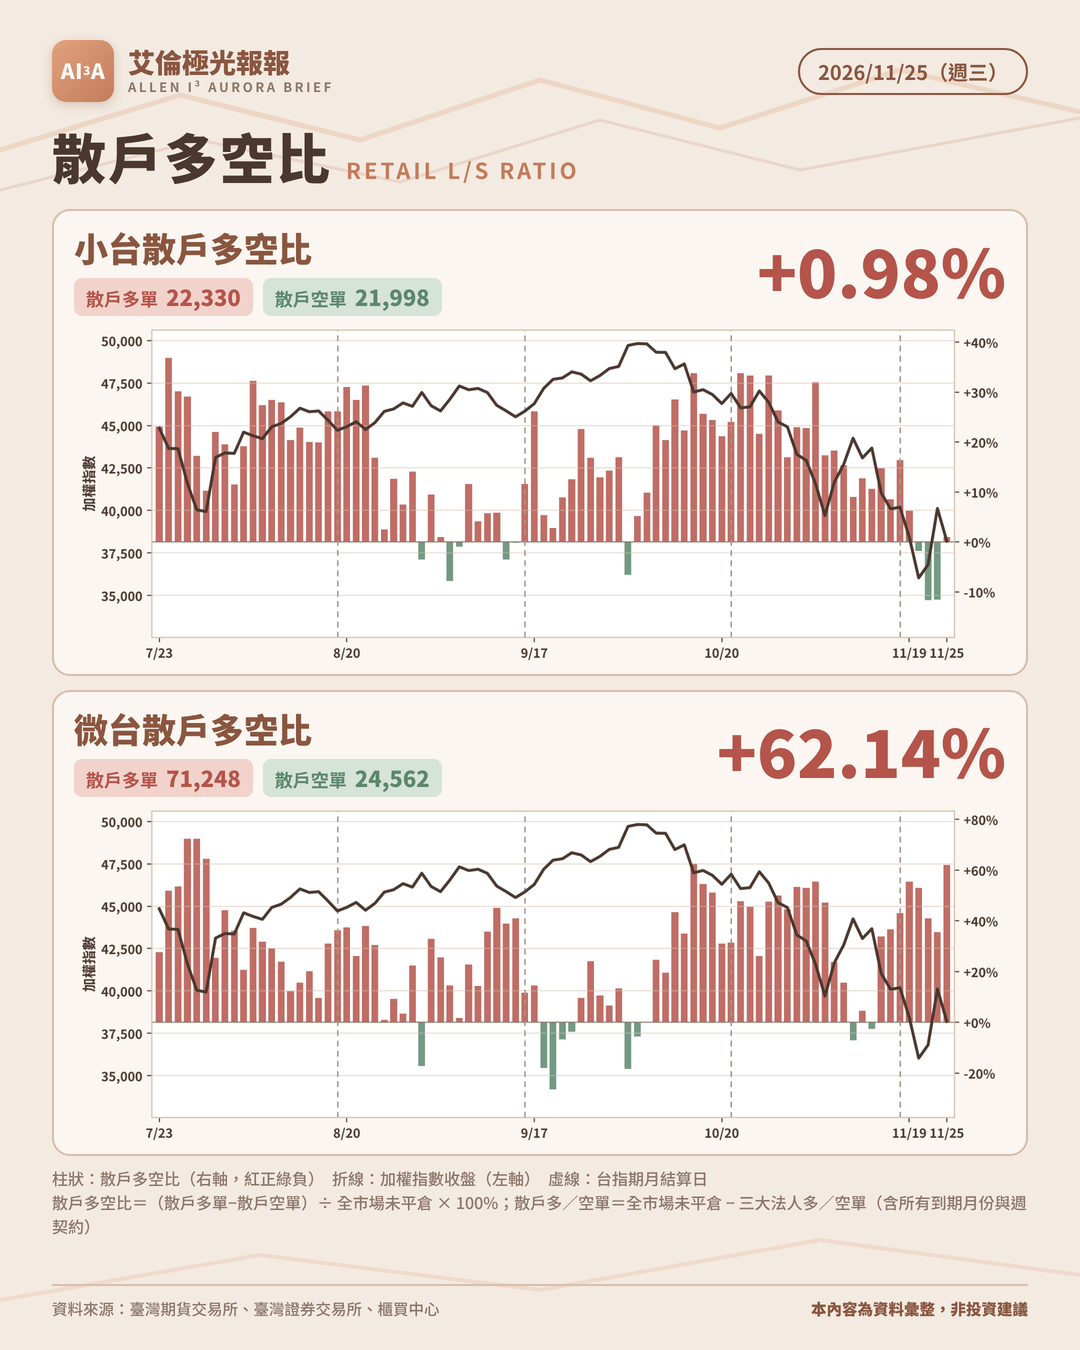 AI³A
艾倫極光報報
ALLEN I³ AURORA BRIEF
2026/11/25（週三）
散戶多空比 RETAIL L/S RATIO
小台散戶多空比
+0.98%
散戶多單 22,330 散戶空單 21,998
50,000
47,500
45,000
42,500
40,000
37,500
35,000
加權指數
+40%
+30%
+20%
+10%
+0%
-10%
7/23 8/20 9/17 10/20 11/19 11/25
微台散戶多空比
+62.14%
散戶多單 71,248 散戶空單 24,562
50,000
47,500
45,000
42,500
40,000
37,500
35,000
加權指數
+80%
+60%
+40%
+20%
+0%
-20%
7/23 8/20 9/17 10/20 11/19 11/25
柱狀：散戶多空比（右軸，紅正綠負） 折線：加權指數收盤（左軸） 虛線：台指期月結算日
散戶多空比＝（散戶多單−散戶空單）÷ 全市場未平倉 × 100%；散戶多／空單＝全市場未平倉 − 三大法人多／空單（含所有到期月份與週
契約）
資料來源：臺灣期貨交易所、臺灣證券交易所、櫃買中心
本內容為資料彙整，非投資建議